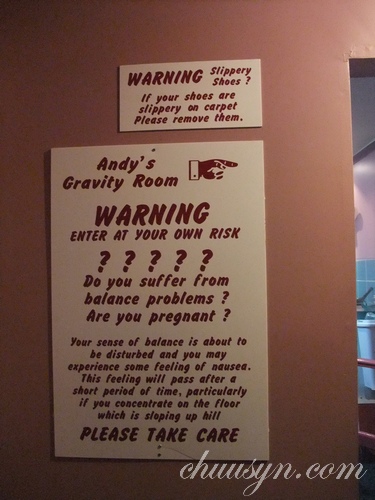 WARNING Slippery Shoes ?
If your shoes are
slippery on carpet
Please remove them.
Andy's
Gravity Room
WARNING
ENTER AT YOUR OWN RISK
? ? ? ? ?
Do you suffer from
balance problems ?
Are you pregnant ?
Your sense of balance is about to
be disturbed and you may
experience some feeling of nausea.
This feeling will pass after a
short period of time, particularly
if you concentrate on the floor
which is sloping up hill
PLEASE TAKE CARE
chuusyn.com